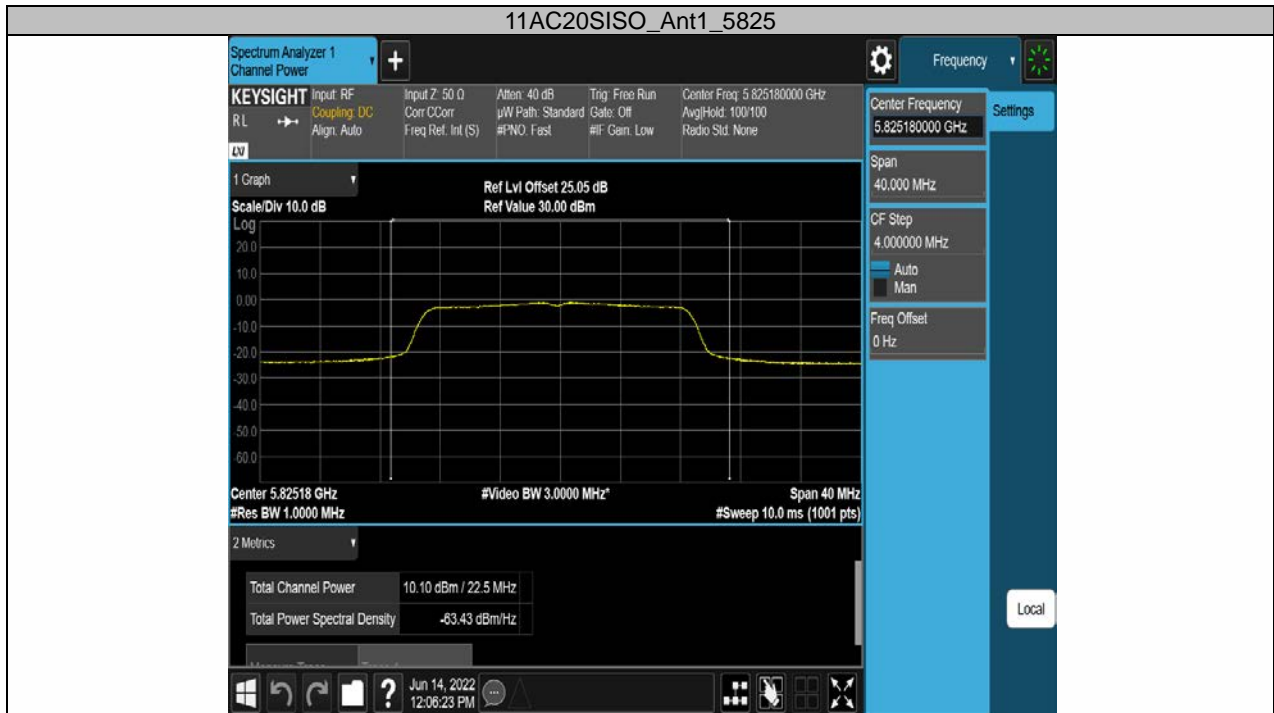 11AC20SISO_Ant1_5825
Spectrum Analyzer 1
Channel Power
Frequency
KEYSIGHT
RL
LXI
Input: RF
Coupling: DC
Align: Auto
Input Z: 50 Ω
Corr CCorr
Freq Ref: Int (S)
Atten: 40 dB
µW Path: Standard
#PNO: Fast
Trig: Free Run
Gate: Off
#IF Gain: Low
Center Freq: 5.825180000 GHz
Avg|Hold: 100/100
Radio Std: None
Center Frequency
5.825180000 GHz
Settings
Span
40.000 MHz
CF Step
4.000000 MHz
Auto
Man
Freq Offset
0 Hz
1 Graph
Scale/Div 10.0 dB
Ref Lvl Offset 25.05 dB
Ref Value 30.00 dBm
Log
20.0
10.0
0.00
-10.0
-20.0
-30.0
-40.0
-50.0
-60.0
Center 5.82518 GHz
#Video BW 3.0000 MHz*
Span 40 MHz
#Res BW 1.0000 MHz
#Sweep 10.0 ms (1001 pts)
2 Metrics
Total Channel Power 10.10 dBm / 22.5 MHz
Total Power Spectral Density -63.43 dBm/Hz
Local
?
Jun 14, 2022
12:06:23 PM